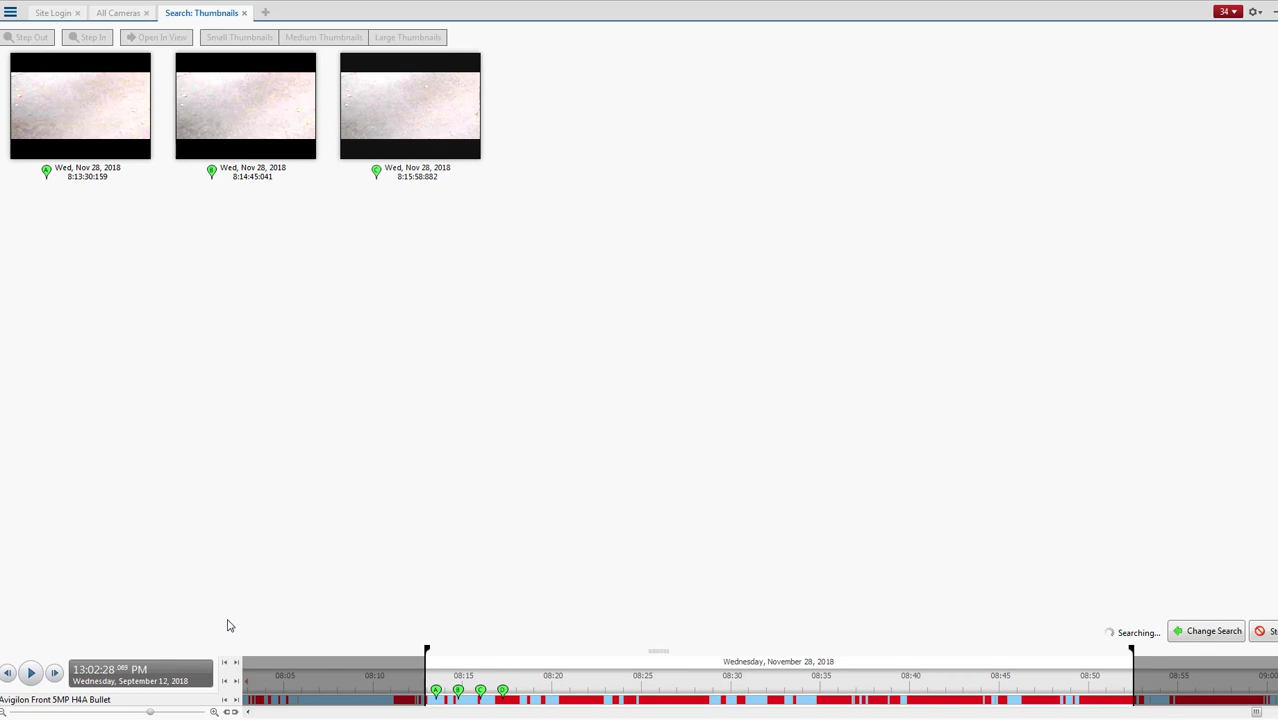 Site Login All Cameras Search: Thumbnails 34
Step Out Step In Open In View Small Thumbnails Medium Thumbnails Large Thumbnails
A Wed, Nov 28, 2018
8:13:30:159
B Wed, Nov 28, 2018
8:14:45:041
C Wed, Nov 28, 2018
8:15:58:882
Searching... Change Search St
Wednesday, November 28, 2018
13:02:28.069 PM
Wednesday, September 12, 2018
08:05 08:10 08:15 08:20 08:25 08:30 08:35 08:40 08:45 08:50 08:55 09:00
A B C D
Avigilon Front 5MP H4A Bullet